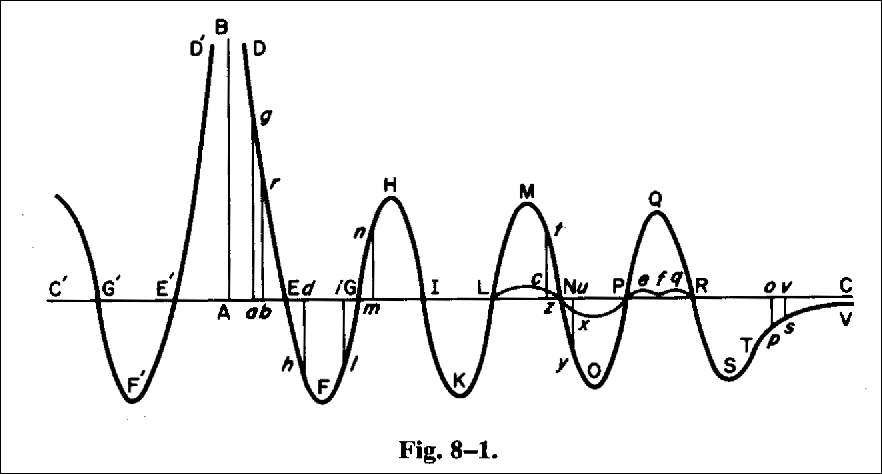 B
D′ D
g
r
H
M
Q
n
t
C′ G′ E′ E d i G I L c N u P e f q R o v C
A a b m z x p s V
h l y T
F′ F K O S
Fig. 8–1.